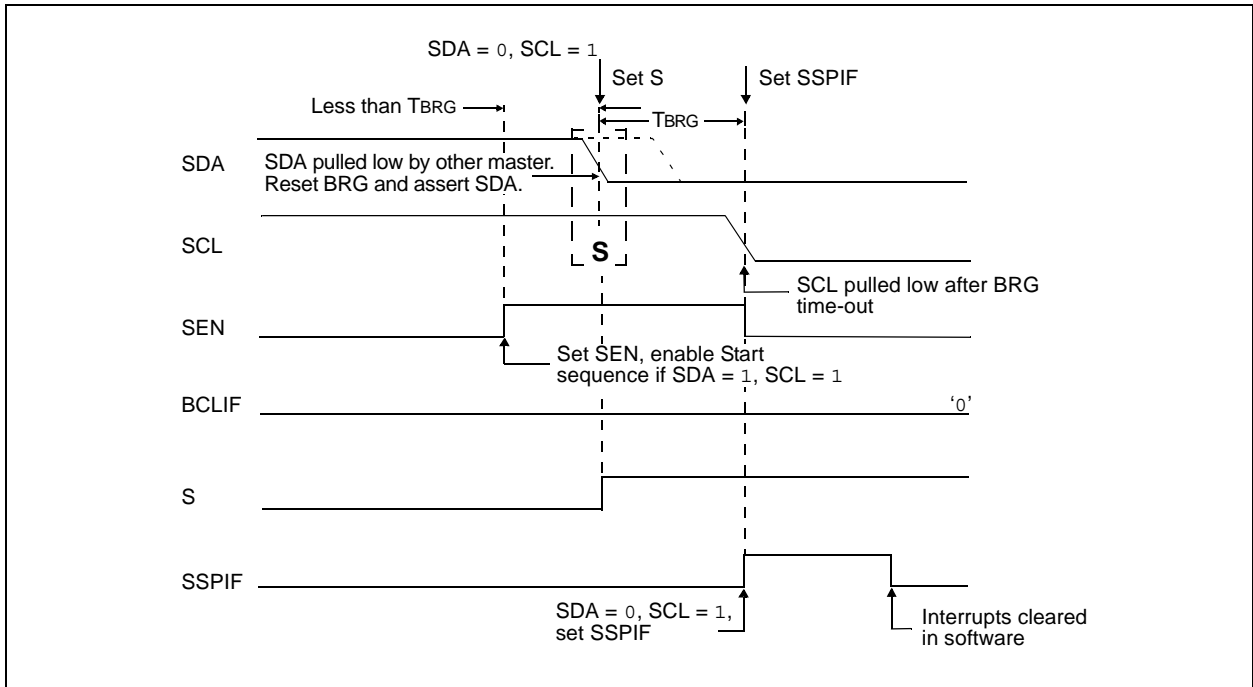 SDA = 0, SCL = 1
Set S
Set SSPIF
Less than TBRG
TBRG
SDA
SDA pulled low by other master.
Reset BRG and assert SDA.
SCL
S
SCL pulled low after BRG
time-out
SEN
Set SEN, enable Start
sequence if SDA = 1, SCL = 1
BCLIF
‘0’
S
SSPIF
SDA = 0, SCL = 1,
set SSPIF
Interrupts cleared
in software